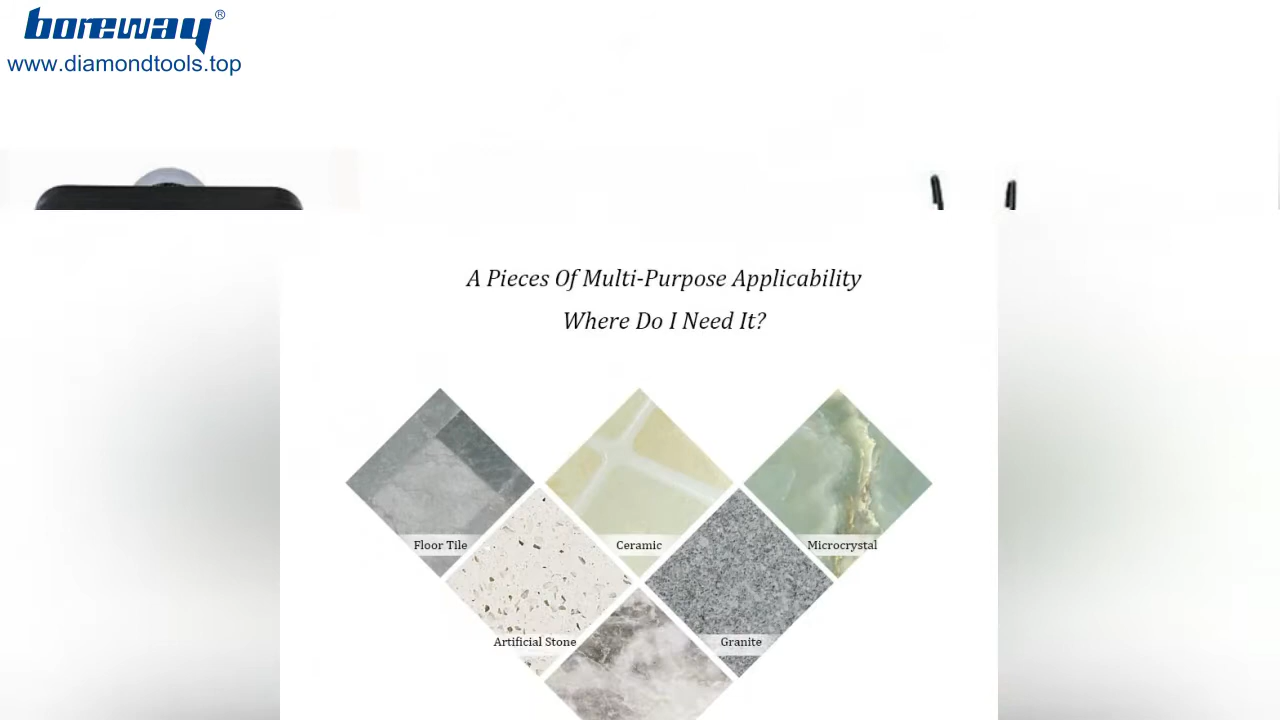 boreway®
www.diamondtools.top
A Pieces Of Multi-Purpose Applicability
Where Do I Need It?
Floor Tile
Ceramic
Microcrystal
Artificial Stone
Granite